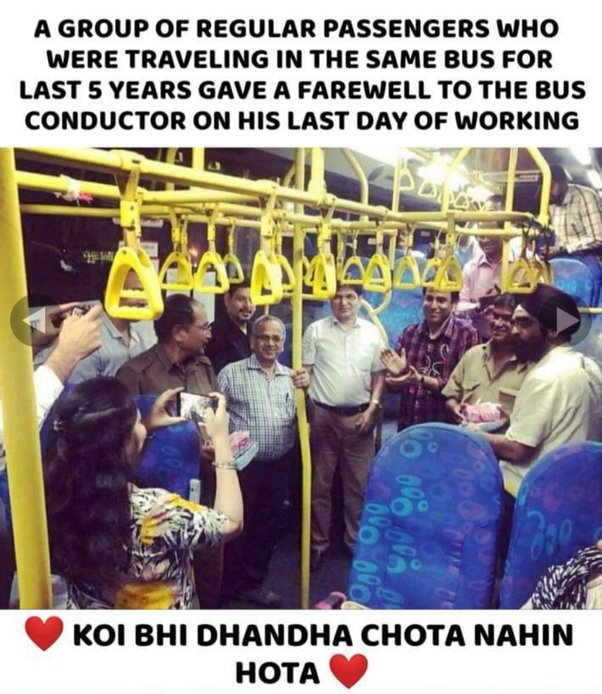 A GROUP OF REGULAR PASSENGERS WHO
WERE TRAVELING IN THE SAME BUS FOR
LAST 5 YEARS GAVE A FAREWELL TO THE BUS
CONDUCTOR ON HIS LAST DAY OF WORKING
❤️ KOI BHI DHANDHA CHOTA NAHIN
HOTA ❤️